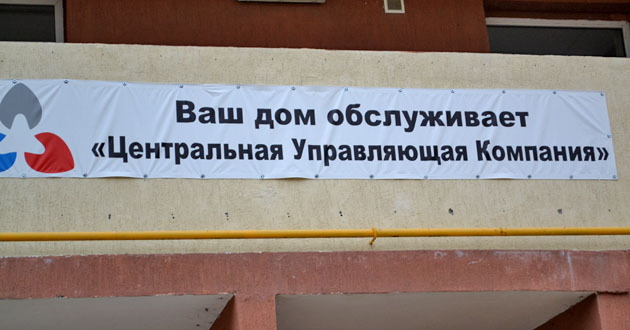 Ваш дом обслуживает
«Центральная Управляющая Компания»